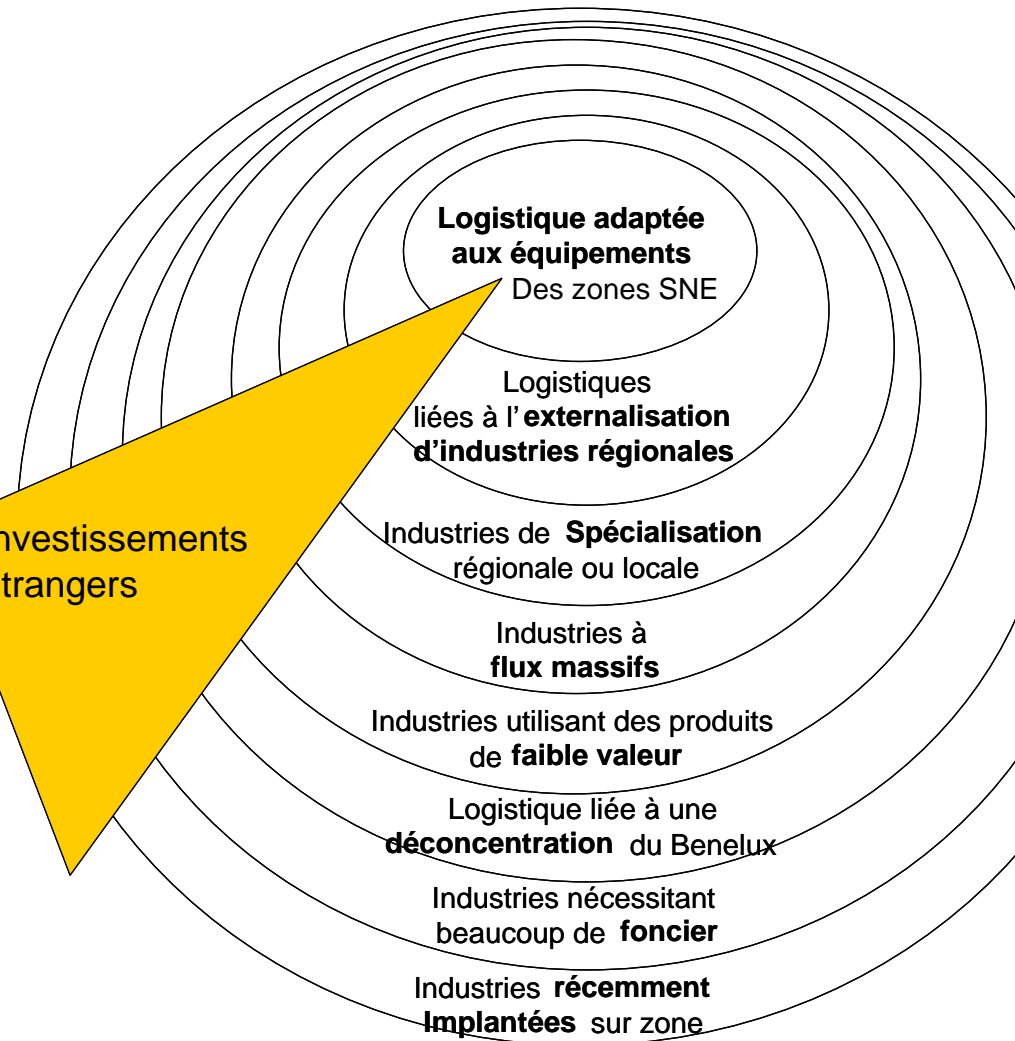 Logistique adaptée
aux équipements
Des zones SNE
Logistiques
liées à l'externalisation
d'industries régionales
nvestissements
trangers
Industries de Spécialisation
régionale ou locale
Industries à
flux massifs
Industries utilisant des produits
de faible valeur
Logistique liée à une
déconcentration du Benelux
Industries nécessitant
beaucoup de foncier
Industries récemment
Implantées sur zone